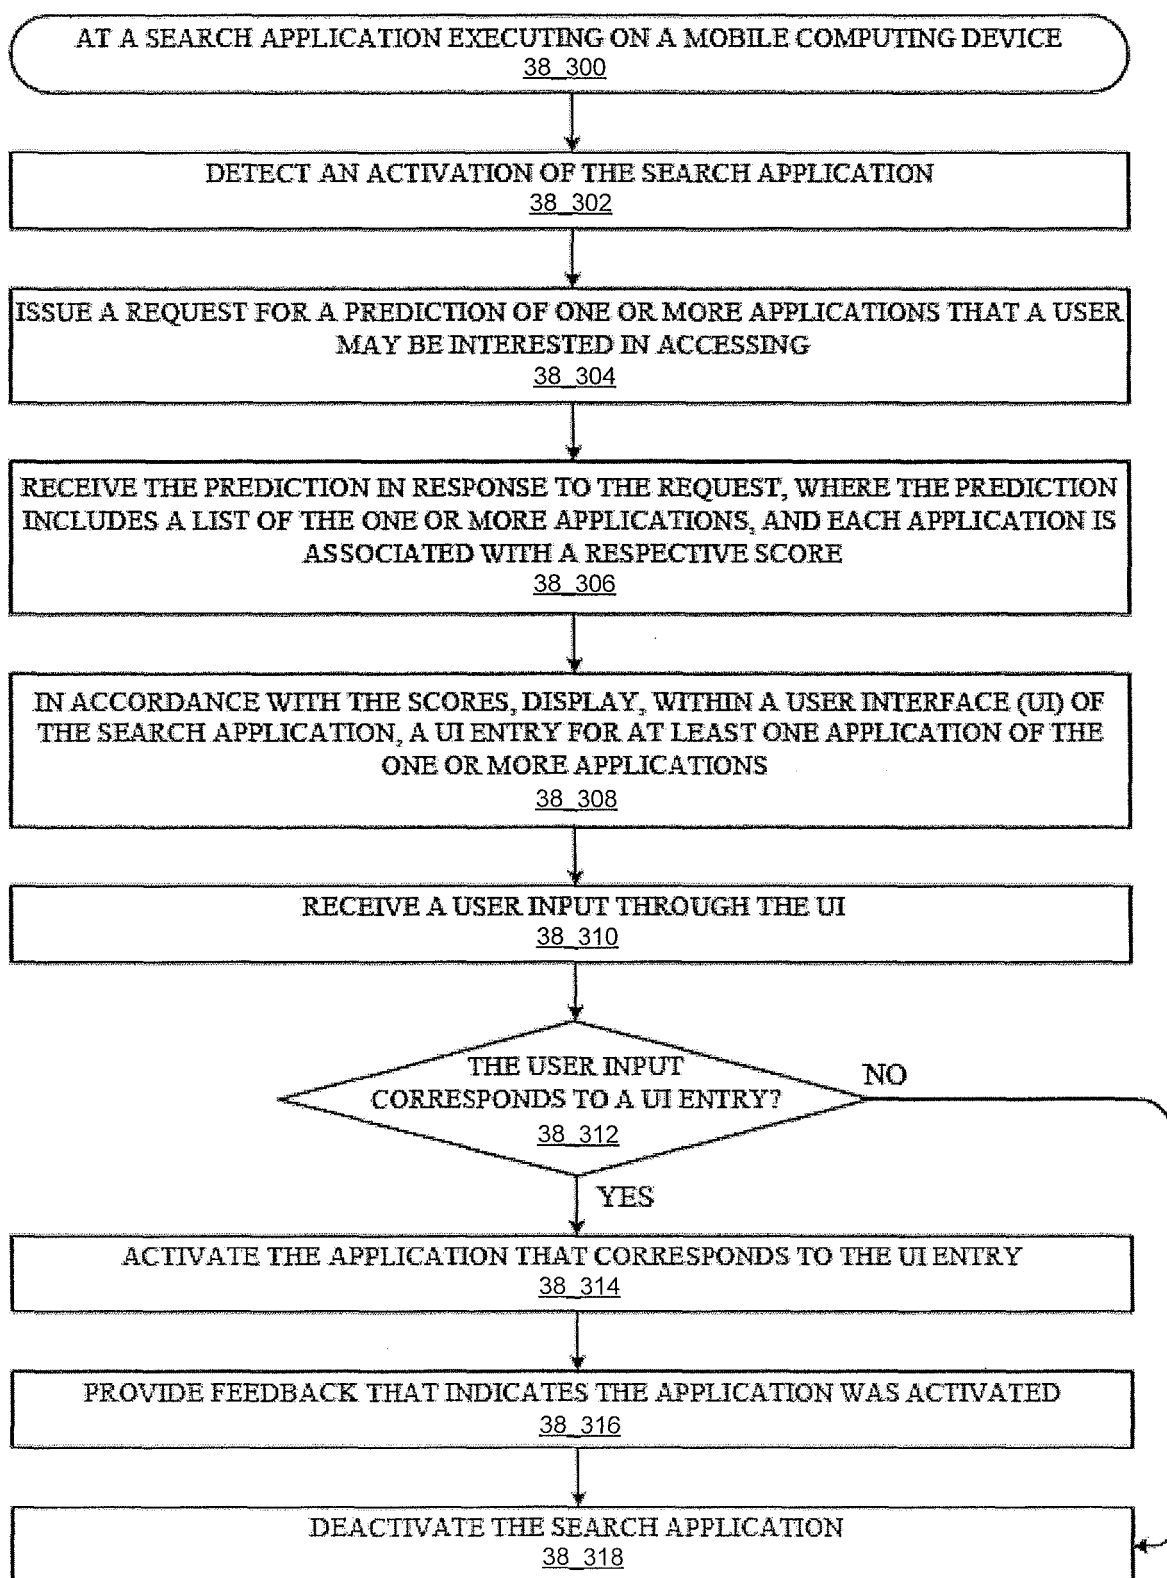 AT A SEARCH APPLICATION EXECUTING ON A MOBILE COMPUTING DEVICE
38_300
DETECT AN ACTIVATION OF THE SEARCH APPLICATION
38_302
ISSUE A REQUEST FOR A PREDICTION OF ONE OR MORE APPLICATIONS THAT A USER
MAY BE INTERESTED IN ACCESSING
38_304
RECEIVE THE PREDICTION IN RESPONSE TO THE REQUEST, WHERE THE PREDICTION
INCLUDES A LIST OF THE ONE OR MORE APPLICATIONS, AND EACH APPLICATION IS
ASSOCIATED WITH A RESPECTIVE SCORE
38_306
IN ACCORDANCE WITH THE SCORES, DISPLAY, WITHIN A USER INTERFACE (UI) OF
THE SEARCH APPLICATION, A UI ENTRY FOR AT LEAST ONE APPLICATION OF THE
ONE OR MORE APPLICATIONS
38_308
RECEIVE A USER INPUT THROUGH THE UI
38_310
THE USER INPUT
CORRESPONDS TO A UI ENTRY?
38_312
NO
YES
ACTIVATE THE APPLICATION THAT CORRESPONDS TO THE UI ENTRY
38_314
PROVIDE FEEDBACK THAT INDICATES THE APPLICATION WAS ACTIVATED
38_316
DEACTIVATE THE SEARCH APPLICATION
38_318